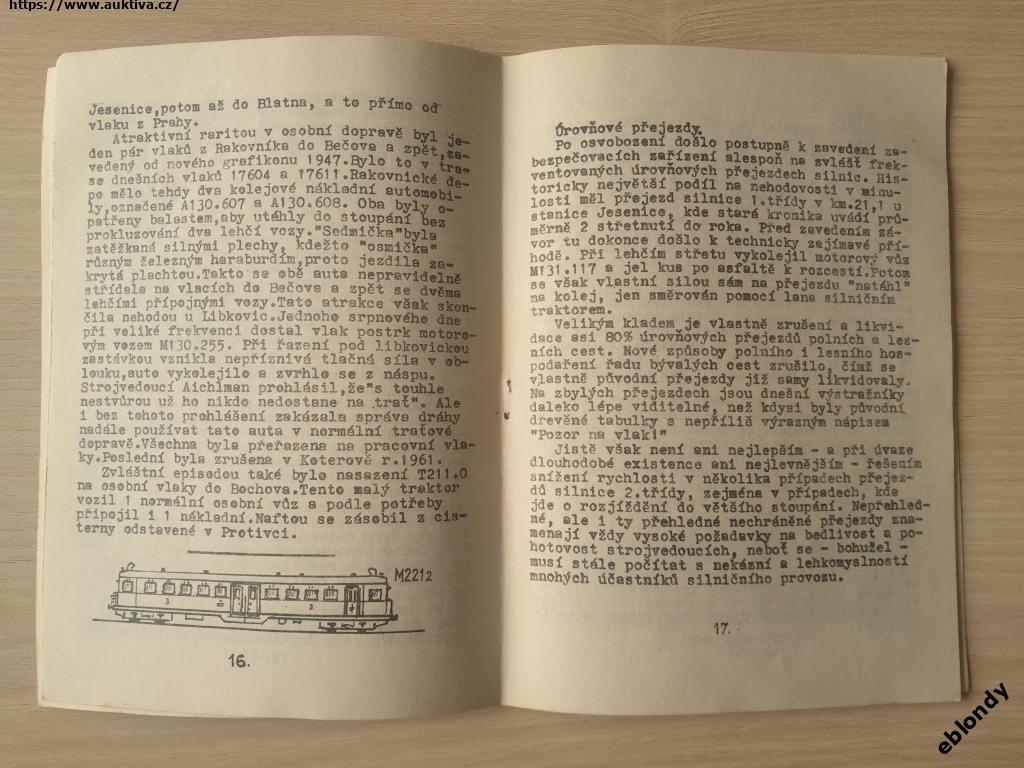 https://www.auktiva.cz/
Jesenice,potom až do Blatna, a to přímo od
vlaku z Prahy.
Atraktivní raritou v osobní dopravě byl je-
den pár vlaků z Rakovníka do Bečova a zpět,za-
vedený od nového grafikonu 1947.Bylo to v tra-
se dnešních vlaků 17604 a 17611.Rakovnické de-
po mělo tehdy dva kolejové nákladní automobi-
ly,označené A130.607 a A130.608. Oba byly o-
patřeny balastem,aby utáhly do stoupání bez
prokluzování dva lehčí vozy."Sedmička"byla
zatěžkaná silnými plechy, kdežto "osmička"
různým železným haraburdím,proto jezdila za-
krytá plachtou.Takto se obě auta nepravidelně
střídala na vlacích do Bečova a zpět se dvěma
lehčími přípojnými vozy.Tato atrakce však skon-
čila nehodou u Libkovic.Jednoho srpnového dne
při veliké frekvenci dostal vlak postrk motoro-
vým vozem M130.255. Při řazení pod libkovickou
zastávkou vznikla nepříznivá tlačná síla v ob-
louku,auto vykolejilo a zvrhlo se z náspu.
Strojvedoucí Aichlman prohlásil,že"s touhle
nestvůrou už ho nikdo nedostane na trať". Ale
i bez tohoto prohlášení zakázala správa dráhy
nadále používat tato auta v normální traťové
dopravě.Všechna byla přeřazena na pracovní vla-
ky.Poslední byla zrušena v Koterově r.1961.
Zvláštní episodou také bylo nasazení T211.0
na osobní vlaky do Bochova.Tento malý traktor
vozil 1 normální osobní vůz a podle potřeby
připojil i 1 nákladní.Naftou se zásobil z cis-
terny odstavené v Protivci.
M2212
3
3
16.
Úrovňové přejezdy.
Po osvobození došlo postupně k zavedení za-
bezpečovacích zařízení alespoň na zvlášť frek-
ventovaných úrovňových přejezdech silnic. His-
toricky největší podíl na nehodovosti v minu-
losti měl přejezd silnice 1.třídy v km.21,1 u
stanice Jesenice, kde stará kronika uvádí prů-
měrně 2 střetnutí do roka. Před zavedením zá-
vor tu dokonce došlo k technicky zajímavé pří-
hodě. Při lehčím střetu vykolejil motorový vůz
M131.117 a jel kus po asfaltě k rozcestí.Potom
se však vlastní silou sám na přejezdu "natáhl"
na kolej, jen směrován pomocí lana silničním
traktorem.
Velikým kladem je vlastně zrušení a likvi-
dace asi 80% úrovňových přejezdů polních a les-
ních cest. Nové způsoby polního i lesního hos-
podaření řadu bývalých cest zrušilo, čímž se
vlastně původní přejezdy již samy likvidovaly.
Na zbylých přejezdech jsou dnešní výstražníky
daleko lépe viditelné, než kdysi byly původní
dřevěné tabulky s nepříliš výrazným nápisem
"Pozor na vlak!"
Jistě však není ani nejlepším - a při úvaze
dlouhodobé existence ani nejlevnějším - řešením
snížení rychlosti v několika případech přejez-
dů silnice 2.třídy, zejména v případech, kde
jde o rozjíždění do většího stoupání. Nepřehled-
né, ale i ty přehledné nechráněné přejezdy zna-
menají vždy vysoké požadavky na bedlivost a po-
hotovost strojvedoucích, neboť se - bohužel -
musí stále počítat s nekázní a lehkomyslností
mnohých účastníků silničního provozu.
17.
eblondy